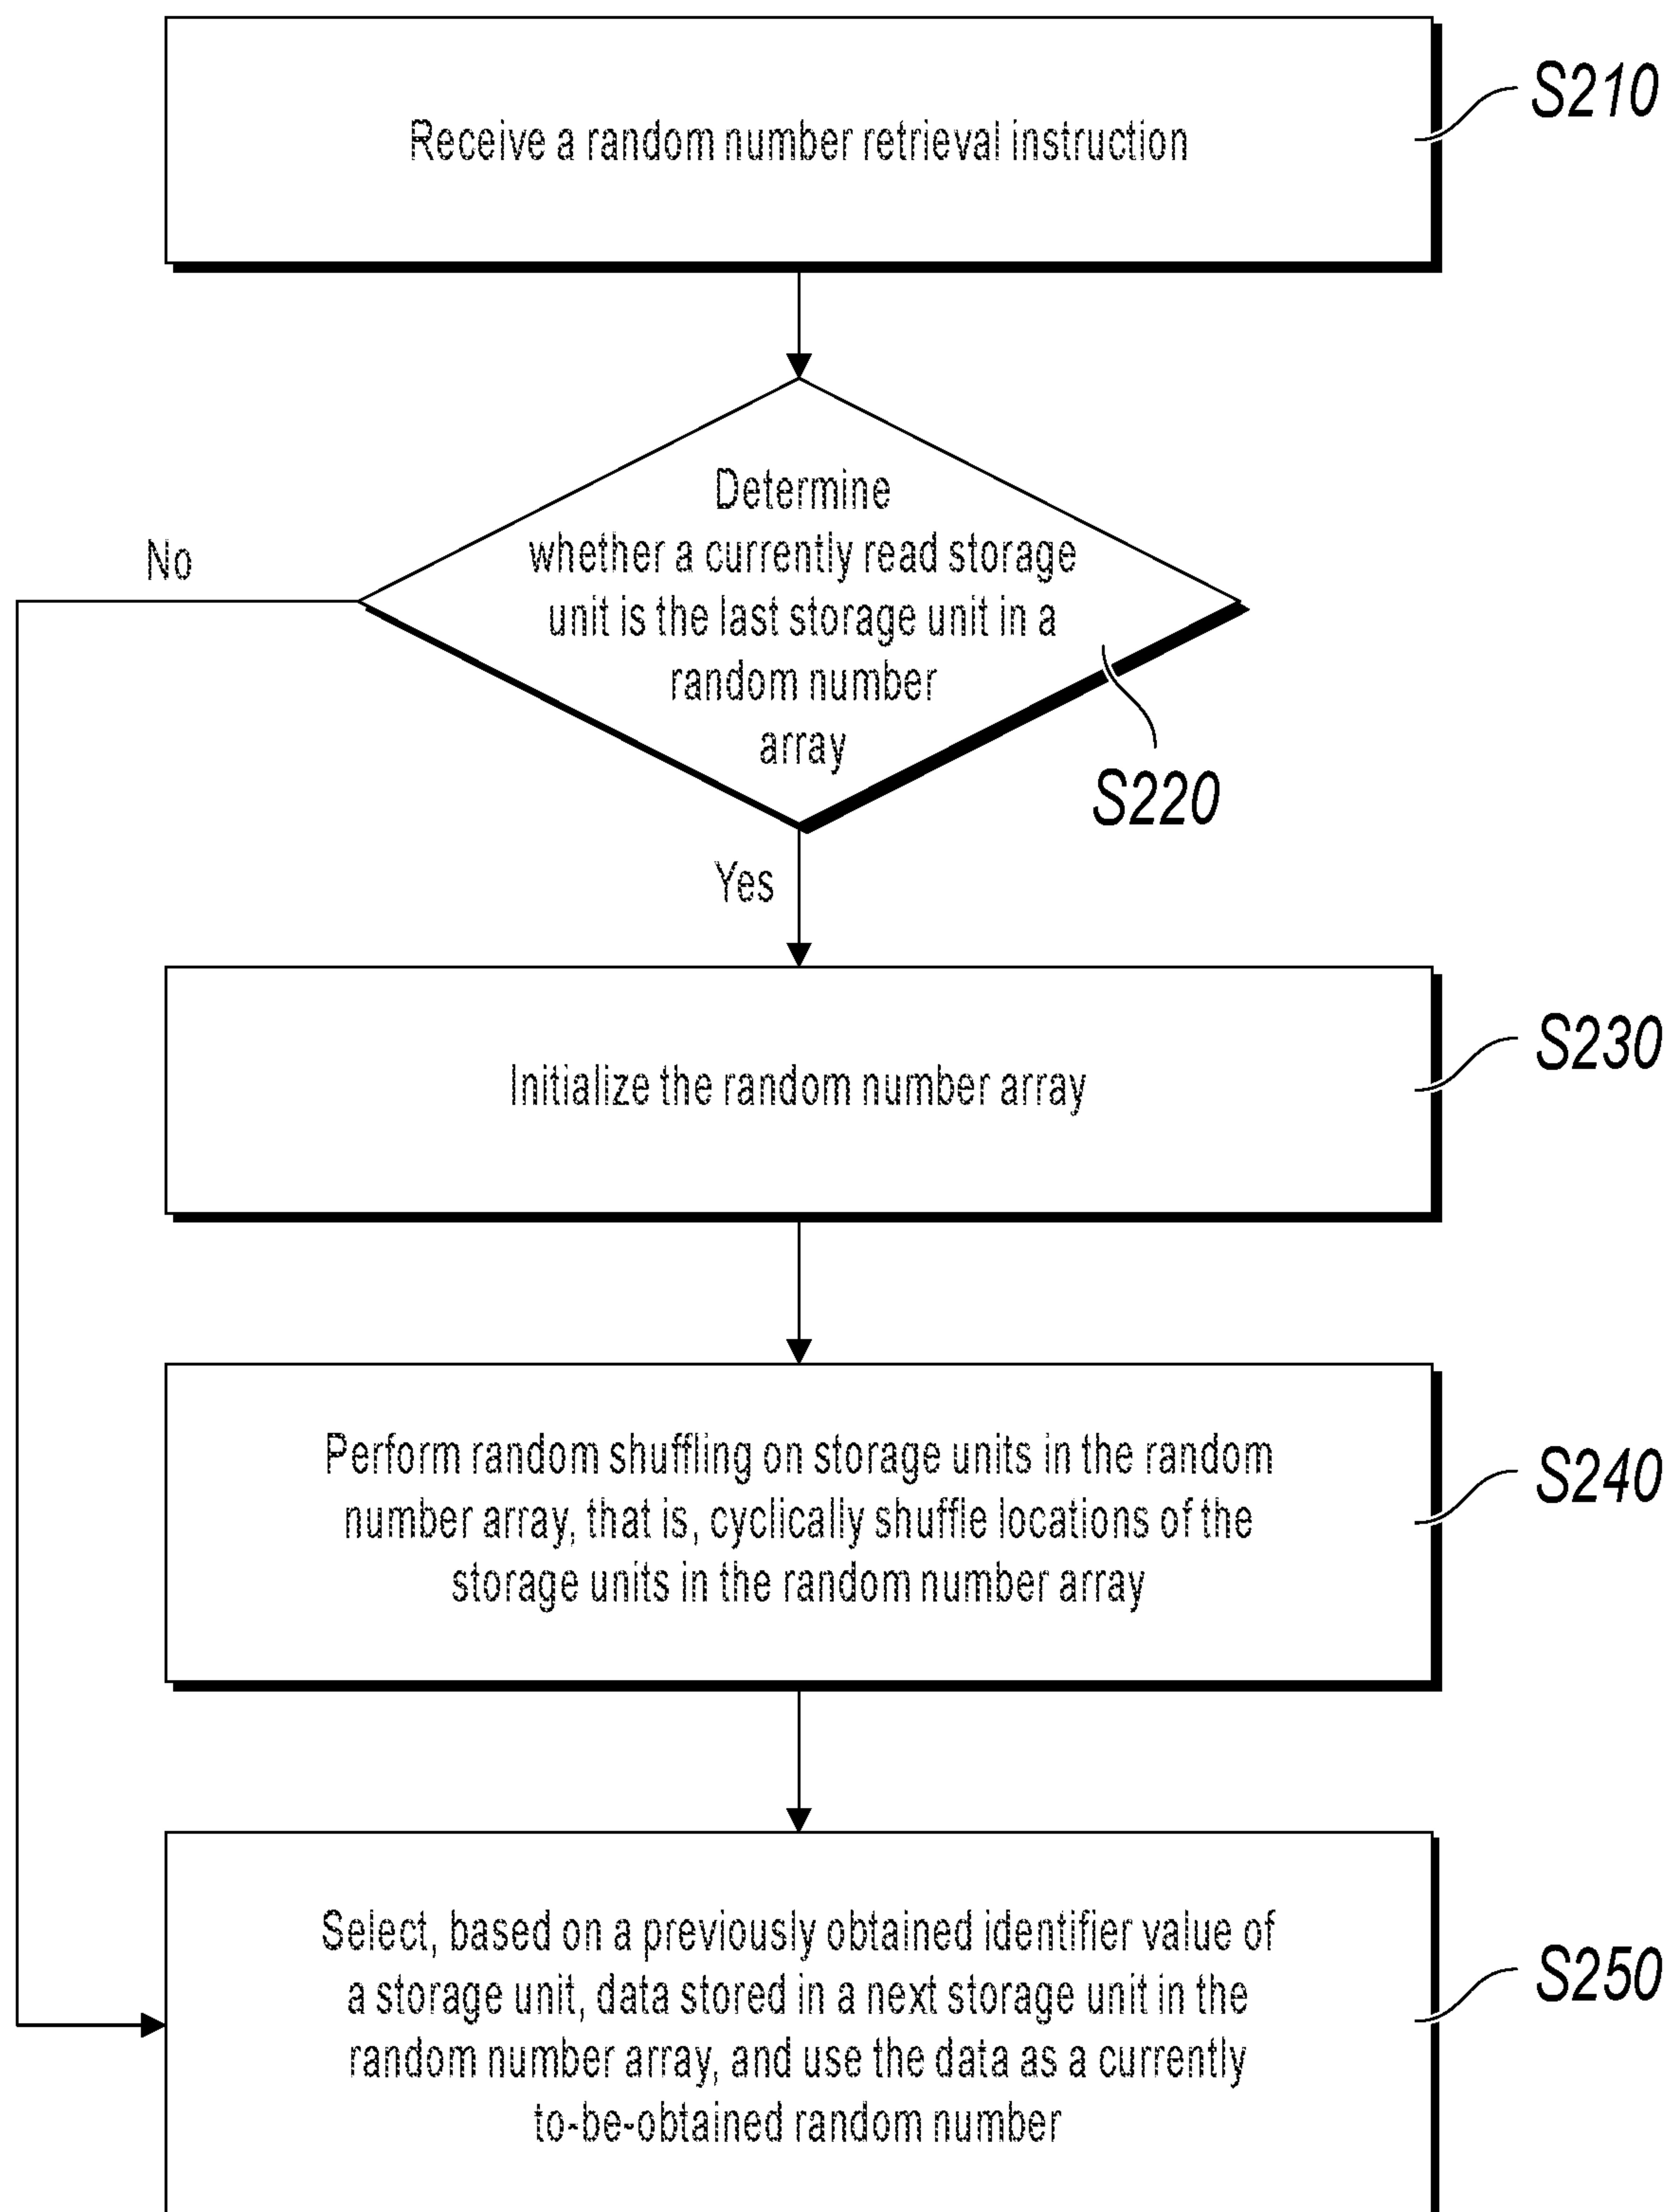 Receive a random number retrieval instruction
S210
Determine
whether a currently read storage
unit is the last storage unit in a
random number
array
No
S220
Yes
Initialize the random number array
S230
Perform random shuffling on storage units in the random
number array, that is, cyclically shuffle locations of the
storage units in the random number array
S240
Select, based on a previously obtained identifier value of
a storage unit, data stored in a next storage unit in the
random number array, and use the data as a currently
to-be-obtained random number
S250